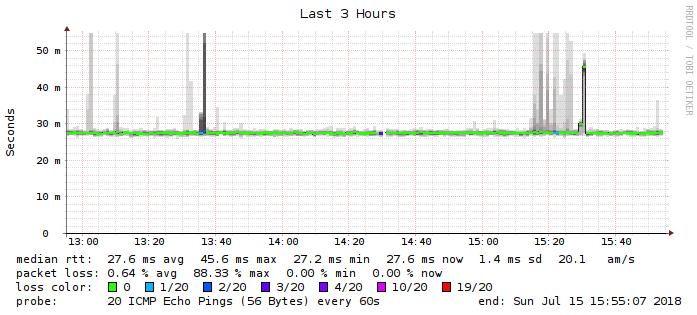 Last 3 Hours
RRDTOOL / TOBI OETIKER
Seconds
50 m
40 m
30 m
20 m
10 m
0
13:00 13:20 13:40 14:00 14:20 14:40 15:00 15:20 15:40
median rtt: 27.6 ms avg 45.6 ms max 27.2 ms min 27.6 ms now 1.4 ms sd 20.1 am/s
packet loss: 0.64 % avg 88.33 % max 0.00 % min 0.00 % now
loss color: 0 1/20 2/20 3/20 4/20 10/20 19/20
probe: 20 ICMP Echo Pings (56 Bytes) every 60s end: Sun Jul 15 15:55:07 2018